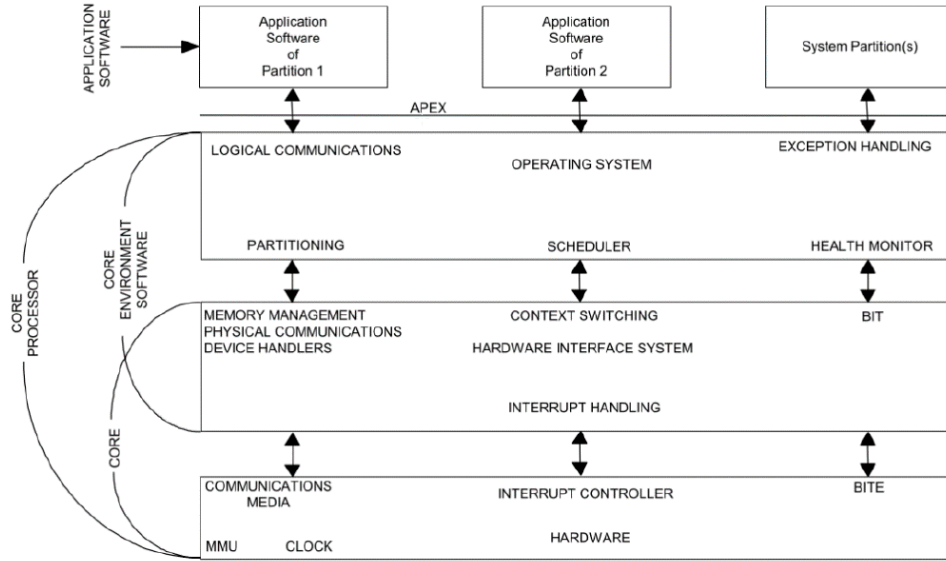 APPLICATION
SOFTWARE
Application
Software
of
Partition 1
Application
Software
of
Partition 2
System Partition(s)
APEX
LOGICAL COMMUNICATIONS
OPERATING SYSTEM
EXCEPTION HANDLING
PARTITIONING
SCHEDULER
HEALTH MONITOR
CORE
PROCESSOR
CORE
ENVIRONMENT
SOFTWARE
MEMORY MANAGEMENT
PHYSICAL COMMUNICATIONS
DEVICE HANDLERS
CONTEXT SWITCHING
HARDWARE INTERFACE SYSTEM
BIT
INTERRUPT HANDLING
CORE
COMMUNICATIONS
MEDIA
INTERRUPT CONTROLLER
BITE
HARDWARE
MMU
CLOCK